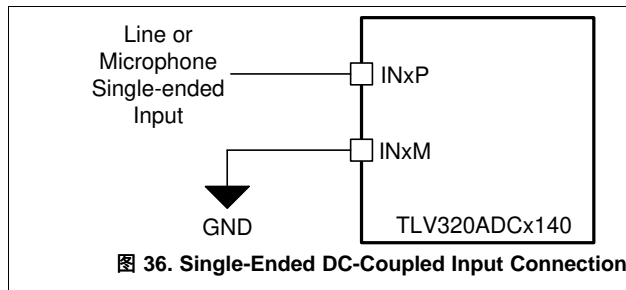 Line or
Microphone
Single-ended
Input
INxP
INxM
GND
TLV320ADCx140
图 36. Single-Ended DC-Coupled Input Connection